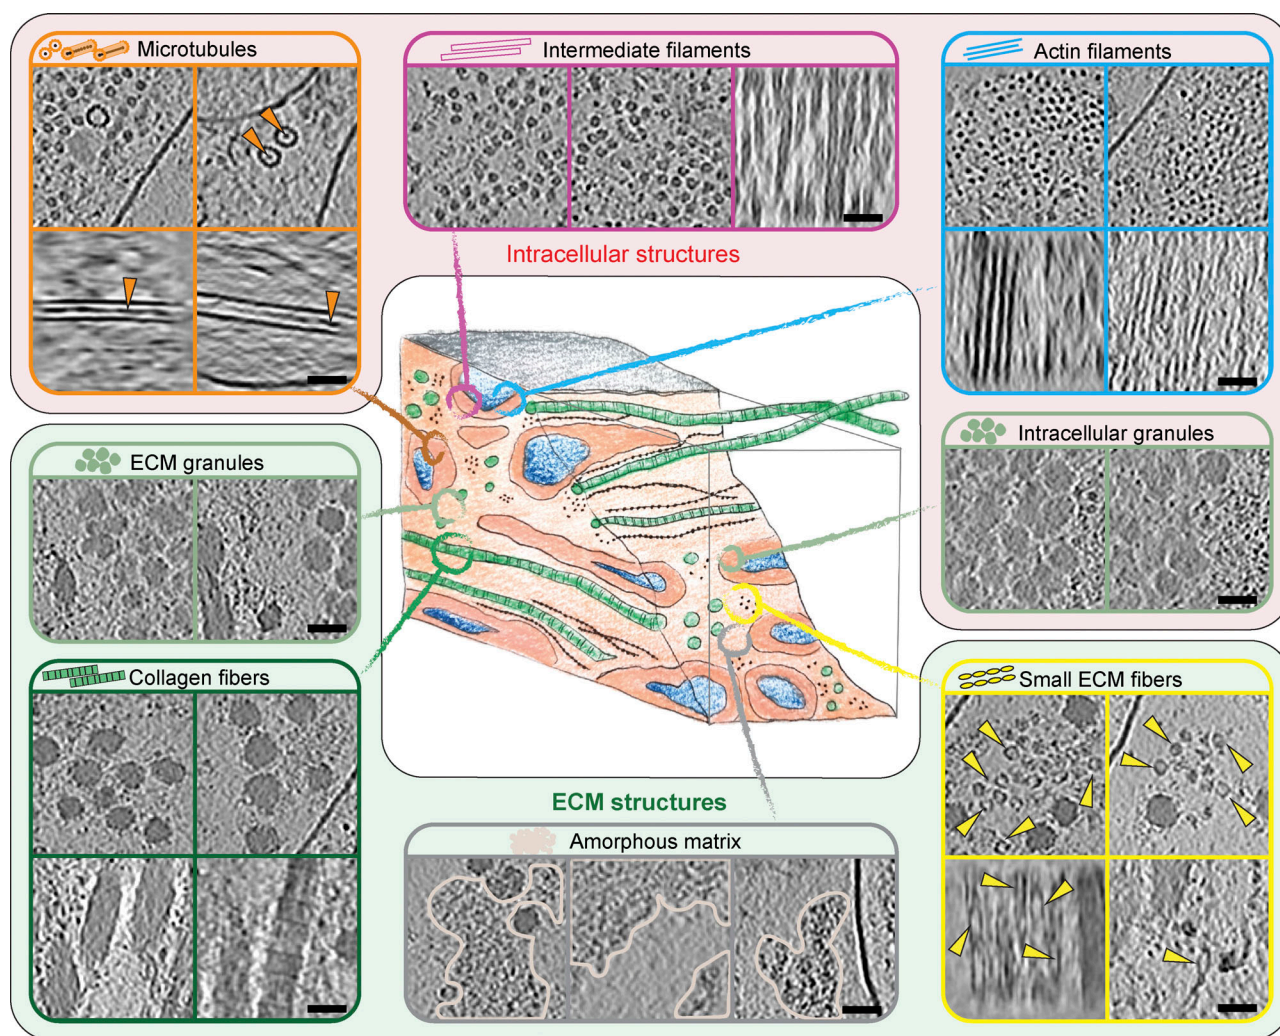 Microtubules
Intermediate filaments
Actin filaments
Intracellular structures
ECM granules
Intracellular granules
Collagen fibers
Small ECM fibers
ECM structures
Amorphous matrix